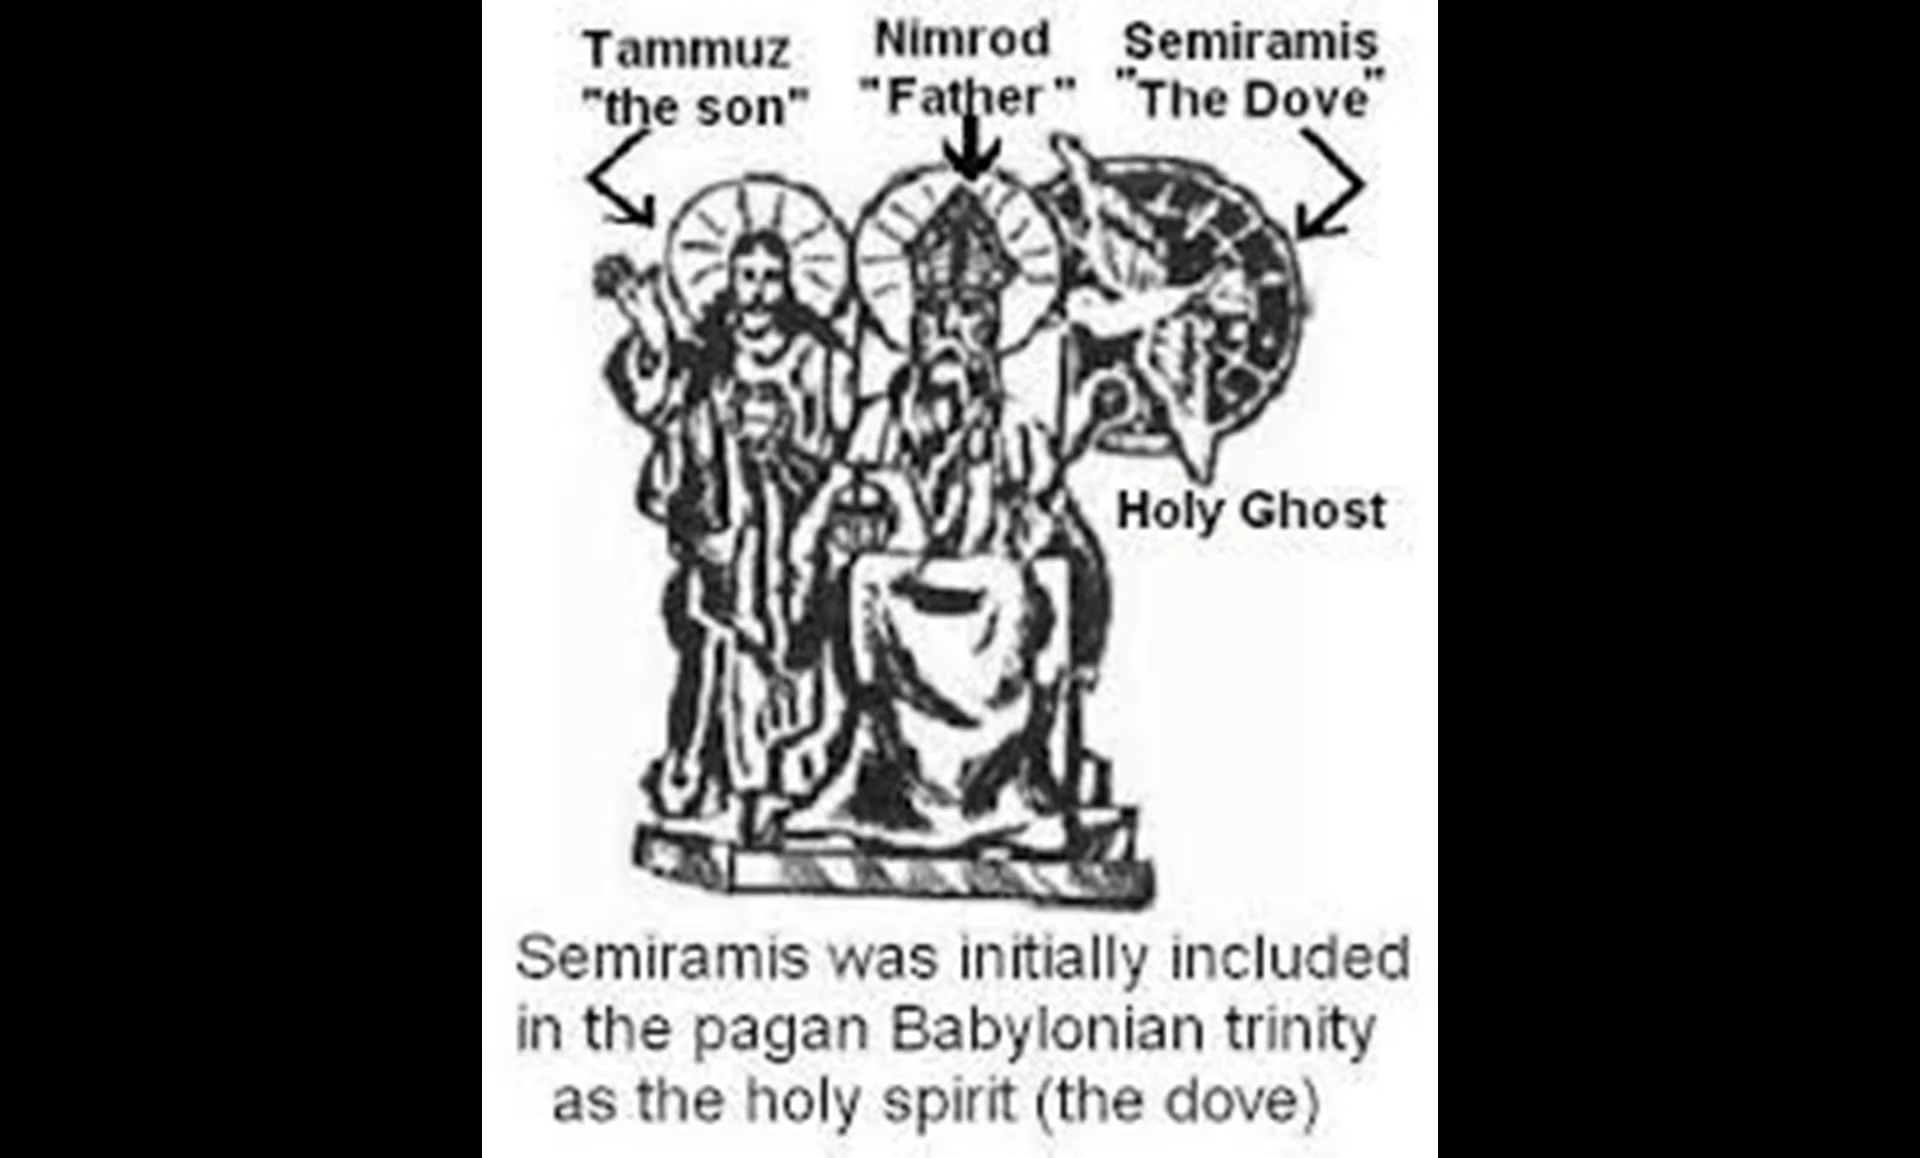 Tammuz
"the son"
Nimrod
"Father"
Semiramis
"The Dove"
Holy Ghost
Semiramis was initially included
in the pagan Babylonian trinity
as the holy spirit (the dove)